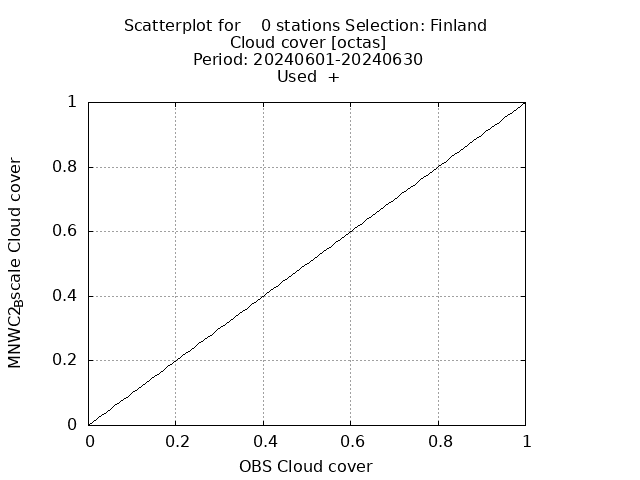 Scatterplot for    0 stations Selection: Finland
Cloud cover [octas]
Period: 20240601-20240630
Used  +
1
0.8
0.6
0.4
0.2
0
MNWC2Bscale Cloud cover
0 0.2 0.4 0.6 0.8 1
OBS Cloud cover